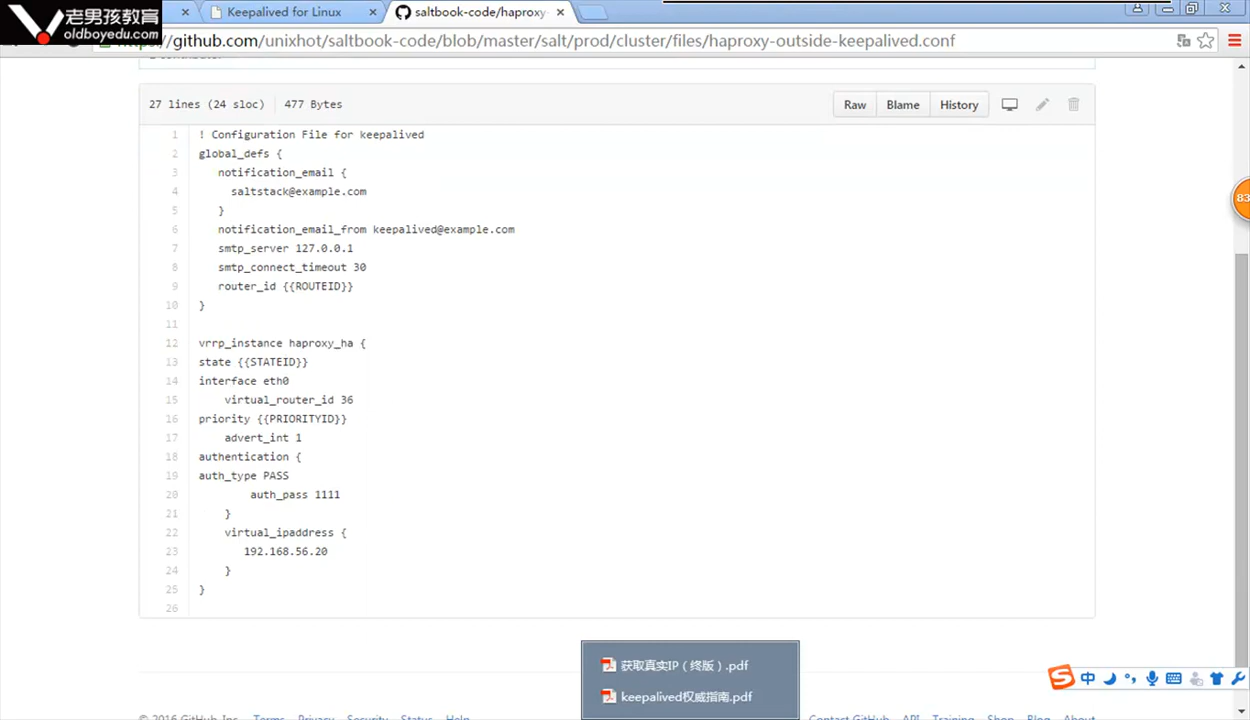 老男孩教育
oldboyedu.com
Keepalived for Linux
saltbook-code/haproxy-
github.com/unixhot/saltbook-code/blob/master/salt/prod/cluster/files/haproxy-outside-keepalived.conf
83
27 lines (24 sloc) 477 Bytes
Raw Blame History
1 ! Configuration File for keepalived
2 global_defs {
3 notification_email {
4 saltstack@example.com
5 }
6 notification_email_from keepalived@example.com
7 smtp_server 127.0.0.1
8 smtp_connect_timeout 30
9 router_id {{ROUTEID}}
10 }
11
12 vrrp_instance haproxy_ha {
13 state {{STATEID}}
14 interface eth0
15 virtual_router_id 36
16 priority {{PRIORITYID}}
17 advert_int 1
18 authentication {
19 auth_type PASS
20 auth_pass 1111
21 }
22 virtual_ipaddress {
23 192.168.56.20
24 }
25 }
26
获取真实IP（终版）.pdf
keepalived权威指南.pdf
中
© 2016 GitHub, Inc. Terms Privacy Security Status Help
Contact GitHub API Training Shop Blog About